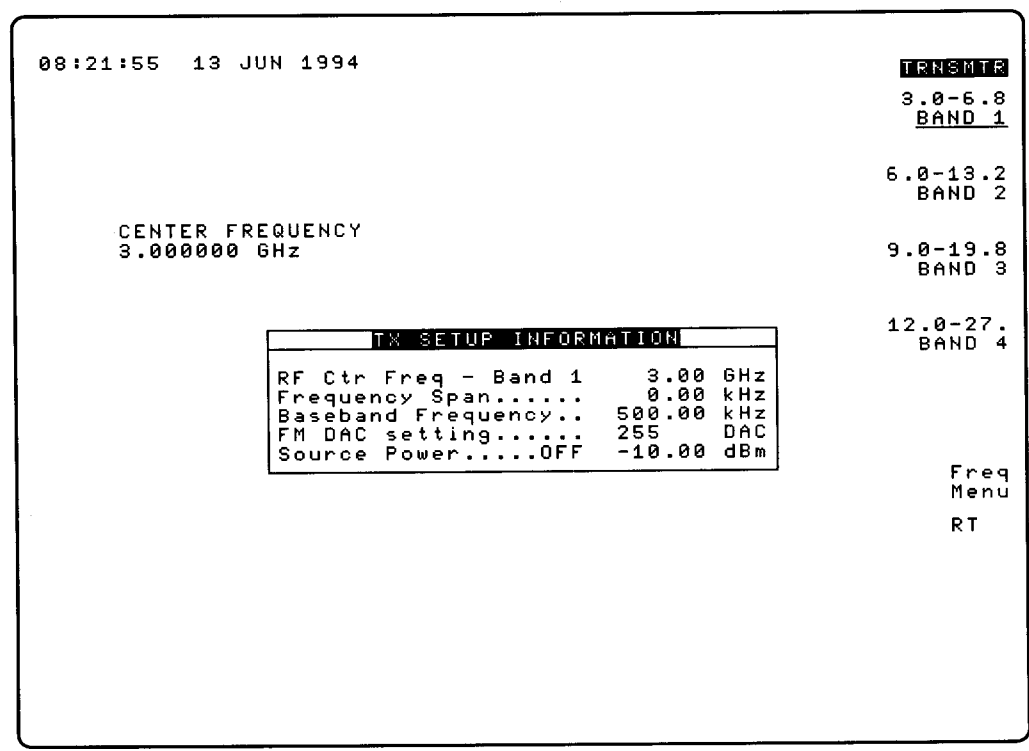 08:21:55 13 JUN 1994
TRNSMTR
3.0-6.8
BAND 1
6.0-13.2
BAND 2
CENTER FREQUENCY
3.000000 GHz
9.0-19.8
BAND 3
12.0-27.
BAND 4
TX SETUP INFORMATION
RF Ctr Freq - Band 1 3.00 GHz
Frequency Span...... 0.00 kHz
Baseband Frequency.. 500.00 kHz
FM DAC setting...... 255 DAC
Source Power.....OFF -10.00 dBm
Freq
Menu
RT